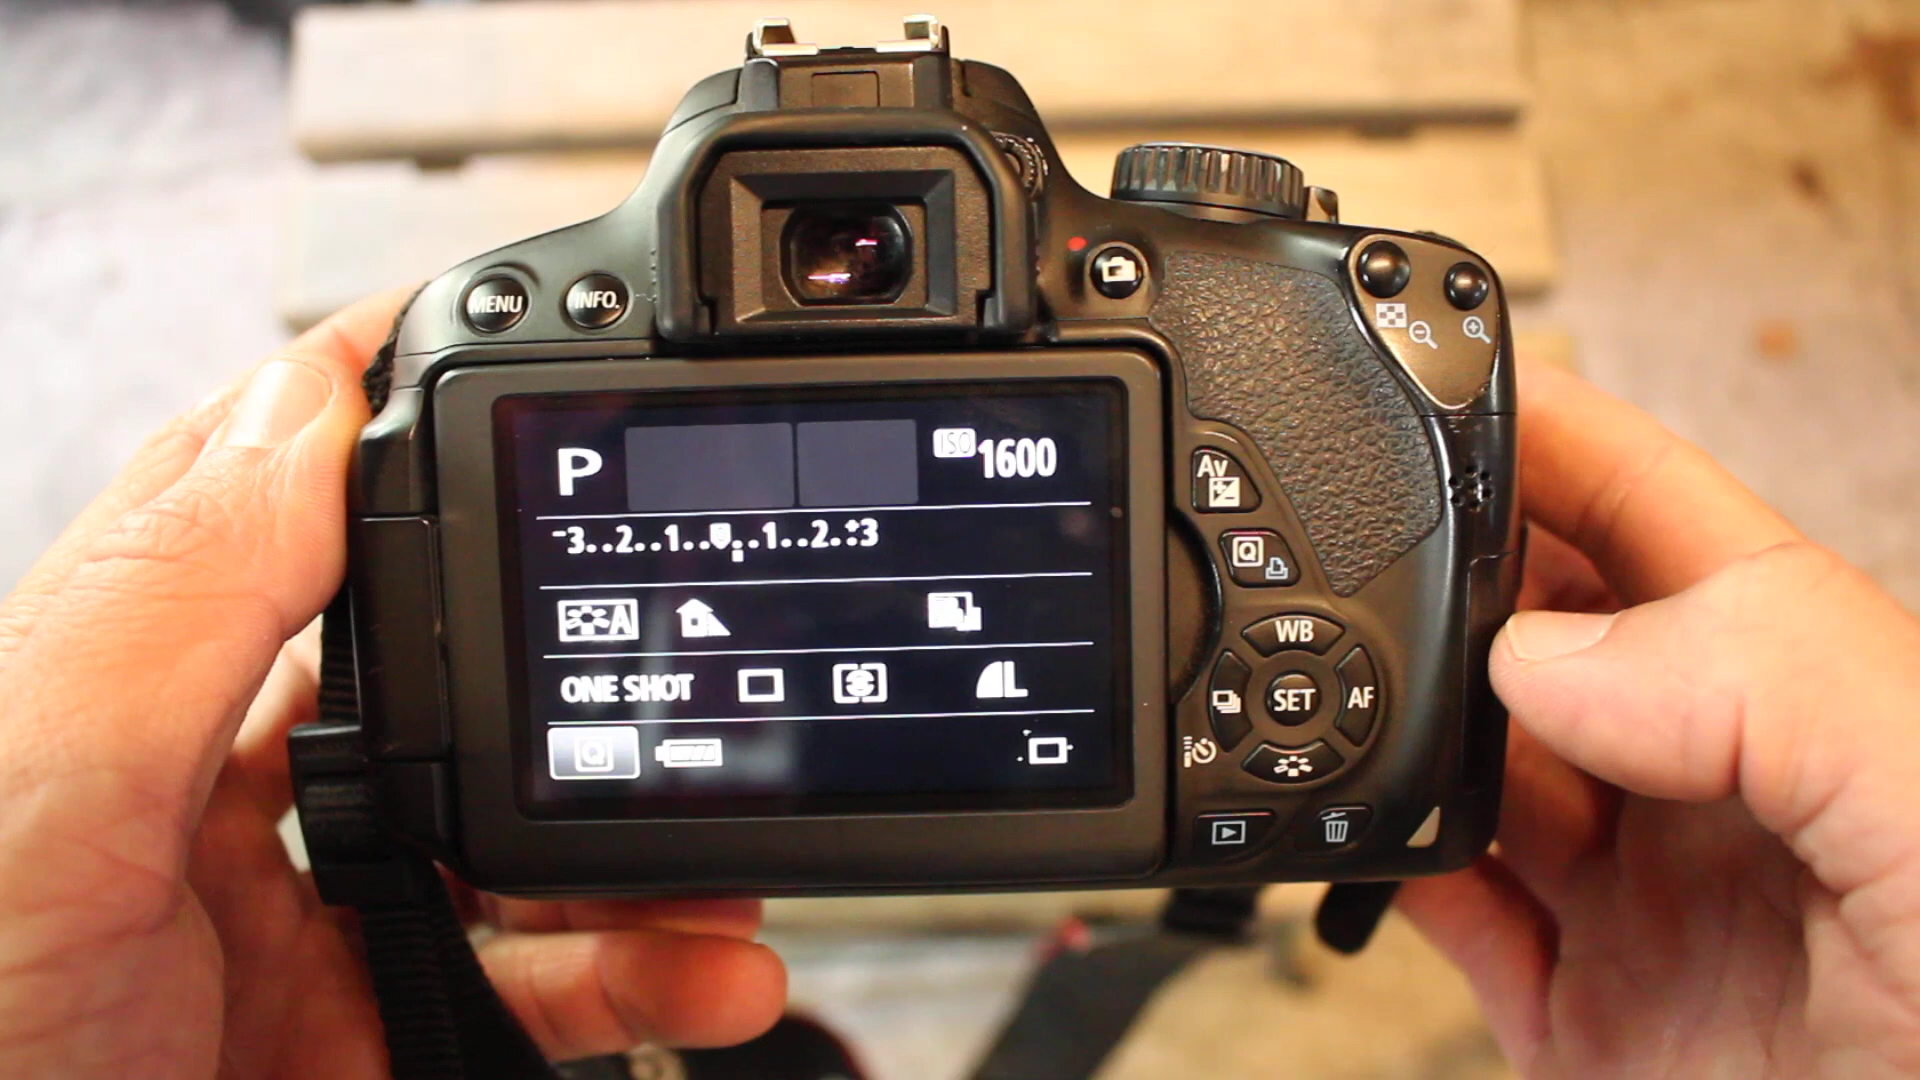 MENU INFO.
P ISO 1600
-3..2..1..0..1..2..+3
A
ONE SHOT L
Q
Av
Q
WB
SET AF